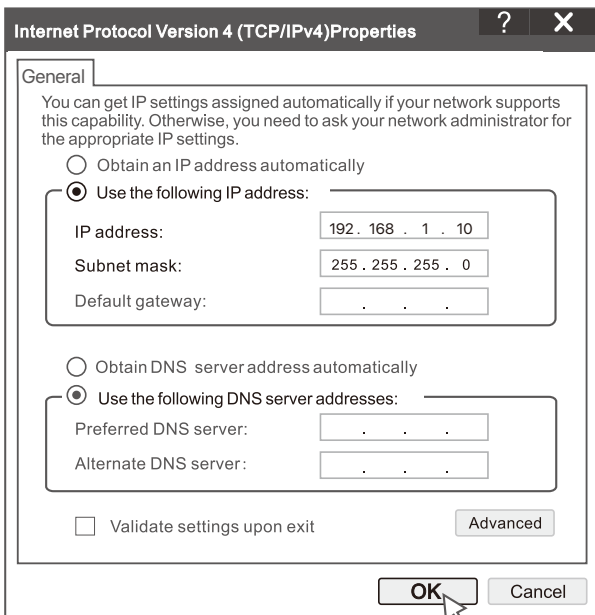 Internet Protocol Version 4 (TCP/IPv4)Properties ? X
General
You can get IP settings assigned automatically if your network supports
this capability. Otherwise, you need to ask your network administrator for
the appropriate IP settings.
Obtain an IP address automatically
Use the following IP address:
IP address: 192. 168 . 1 . 10
Subnet mask: 255 . 255 . 255 . 0
Default gateway: . . .
Obtain DNS server address automatically
Use the following DNS server addresses:
Preferred DNS server: . . .
Alternate DNS server: . . .
Validate settings upon exit
Advanced
OK Cancel